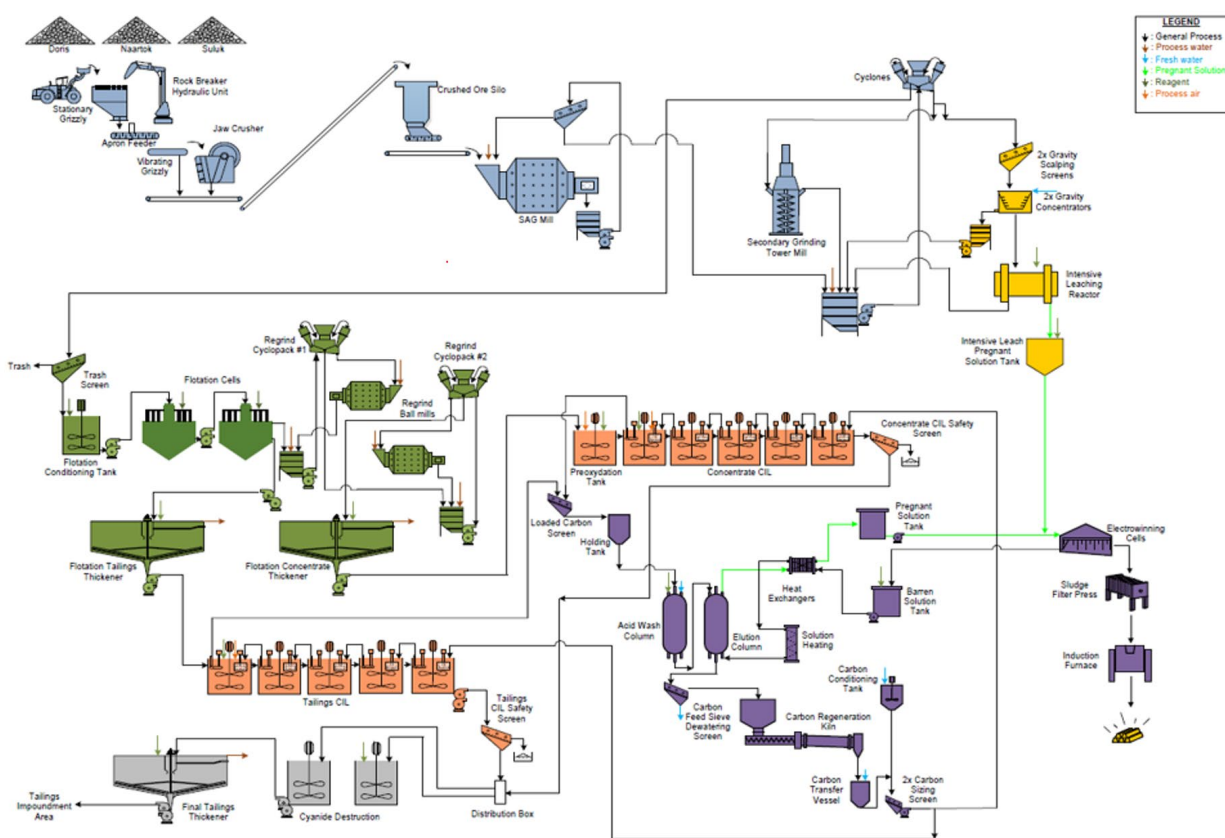 Doris
Naartok
Suluk
Rock Breaker
Hydraulic Unit
Stationary
Grizzly
Apron Feeder
Jaw Crusher
Vibrating
Grizzly
Crushed Ore Silo
SAG Mill
Cyclones
Secondary Grinding
Tower Mill
2x Gravity
Scalping
Screens
2x Gravity
Concentrators
Intensive
Leaching
Reactor
Intensive Leach
Pregnant
Solution Tank
LEGEND
: General Process
: Process water
: Fresh water
: Pregnant Solution
: Reagent
: Process air
Trash
Trash
Screen
Flotation
Conditioning Tank
Flotation Cells
Regrind
Cyclopack #1
Regrind
Cyclopack #2
Regrind
Ball mills
Flotation Tailings
Thickener
Flotation Concentrate
Thickener
Preoxydation
Tank
Concentrate CIL
Concentrate CIL Safety
Screen
Loaded Carbon
Screen
Holding
Tank
Pregnant
Solution
Tank
Electrowinning
Cells
Heat
Exchangers
Barren
Solution
Tank
Sludge
Filter Press
Acid Wash
Column
Elution
Column
Solution
Heating
Induction
Furnace
Tailings CIL
Tailings
CIL Safety
Screen
Carbon
Feed Sieve
Dewatering
Screen
Carbon Regeneration
Kiln
Carbon
Conditioning
Tank
Carbon
Transfer
Vessel
2x Carbon
Sizing
Screen
Tailings
Impoundment
Area
Final Tailings
Thickener
Cyanide Destruction
Distribution Box